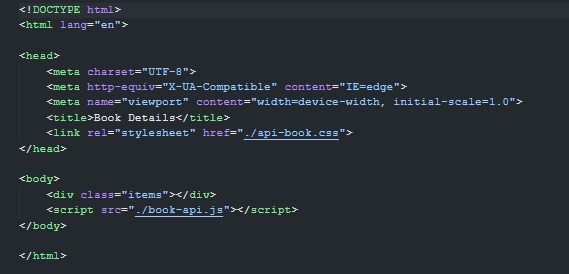 <!DOCTYPE html>
<html lang="en">
<head>
<meta charset="UTF-8">
<meta http-equiv="X-UA-Compatible" content="IE=edge">
<meta name="viewport" content="width=device-width, initial-scale=1.0">
<title>Book Details</title>
<link rel="stylesheet" href="./api-book.css">
</head>
<body>
<div class="items"></div>
<script src="./book-api.js"></script>
</body>
</html>